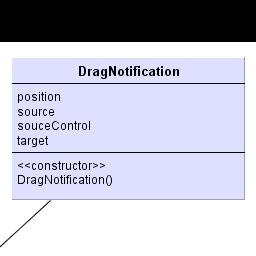 DragNotification
position
source
souceControl
target
<<constructor>>
DragNotification()